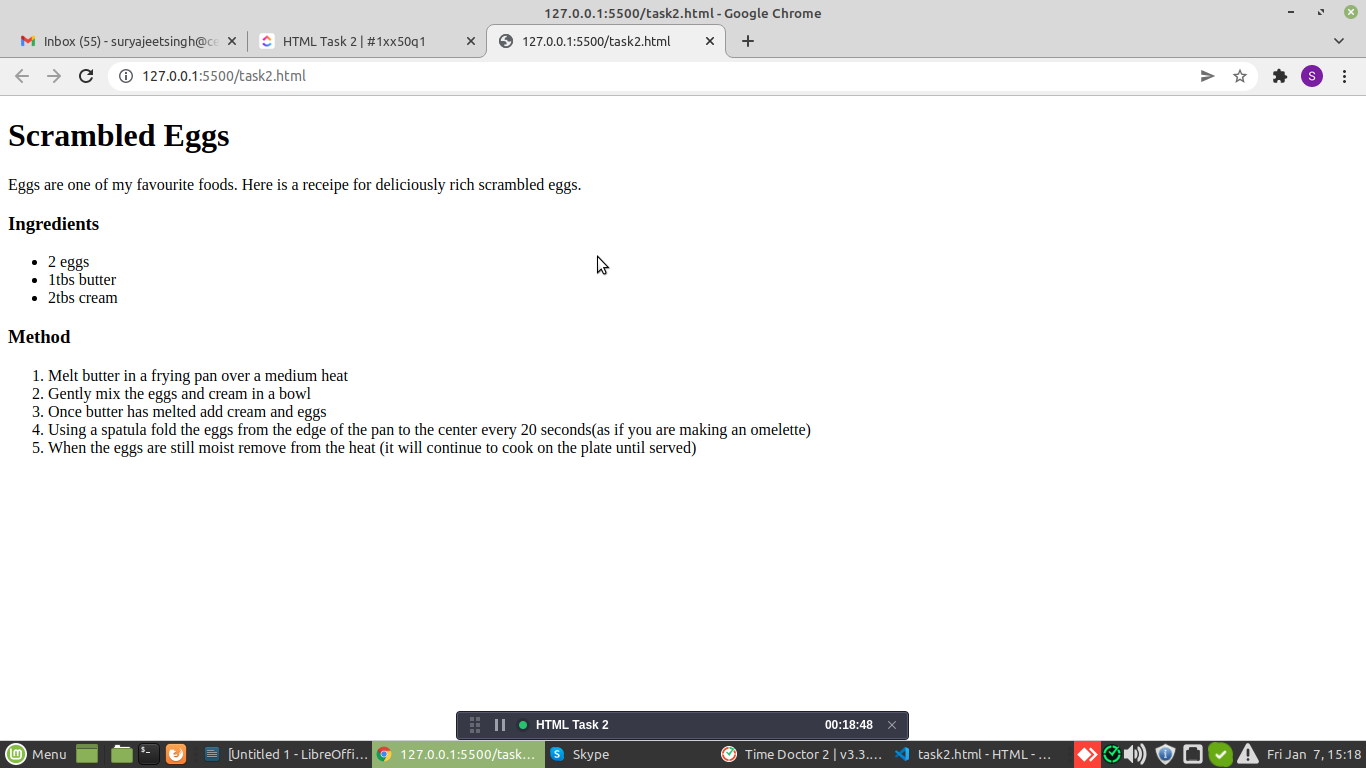 127.0.0.1:5500/task2.html - Google Chrome
Inbox (55) - suryajeetsingh@ce
HTML Task 2 | #1xx50q1
127.0.0.1:5500/task2.html
127.0.0.1:5500/task2.html
S
Scrambled Eggs
Eggs are one of my favourite foods. Here is a receipe for deliciously rich scrambled eggs.
Ingredients
• 2 eggs
• 1tbs butter
• 2tbs cream
Method
1. Melt butter in a frying pan over a medium heat
2. Gently mix the eggs and cream in a bowl
3. Once butter has melted add cream and eggs
4. Using a spatula fold the eggs from the edge of the pan to the center every 20 seconds(as if you are making an omelette)
5. When the eggs are still moist remove from the heat (it will continue to cook on the plate until served)
HTML Task 2 00:18:48
Menu
[Untitled 1 - LibreOffi...
127.0.0.1:5500/task...
Skype
Time Doctor 2 | v3.3....
task2.html - HTML - ...
Fri Jan 7, 15:18